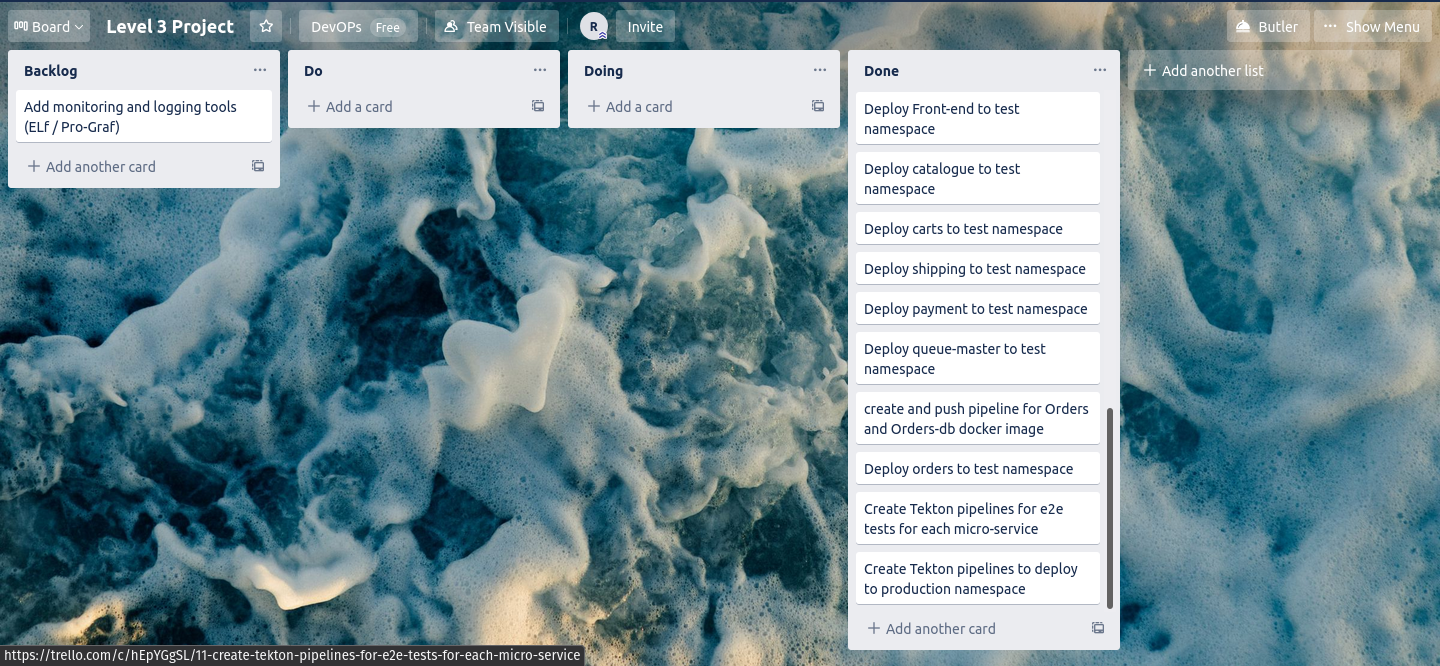 Board
Level 3 Project
DevOPs Free
Team Visible
R
Invite
Butler
Show Menu
Backlog
Add monitoring and logging tools
(ELf / Pro-Graf)
Add another card
Do
Add a card
Doing
Add a card
Done
Deploy Front-end to test
namespace
Deploy catalogue to test
namespace
Deploy carts to test namespace
Deploy shipping to test namespace
Deploy payment to test namespace
Deploy queue-master to test
namespace
create and push pipeline for Orders
and Orders-db docker image
Deploy orders to test namespace
Create Tekton pipelines for e2e
tests for each micro-service
Create Tekton pipelines to deploy
to production namespace
Add another card
Add another list
https://trello.com/c/hEpYGgSL/11-create-tekton-pipelines-for-e2e-tests-for-each-micro-service